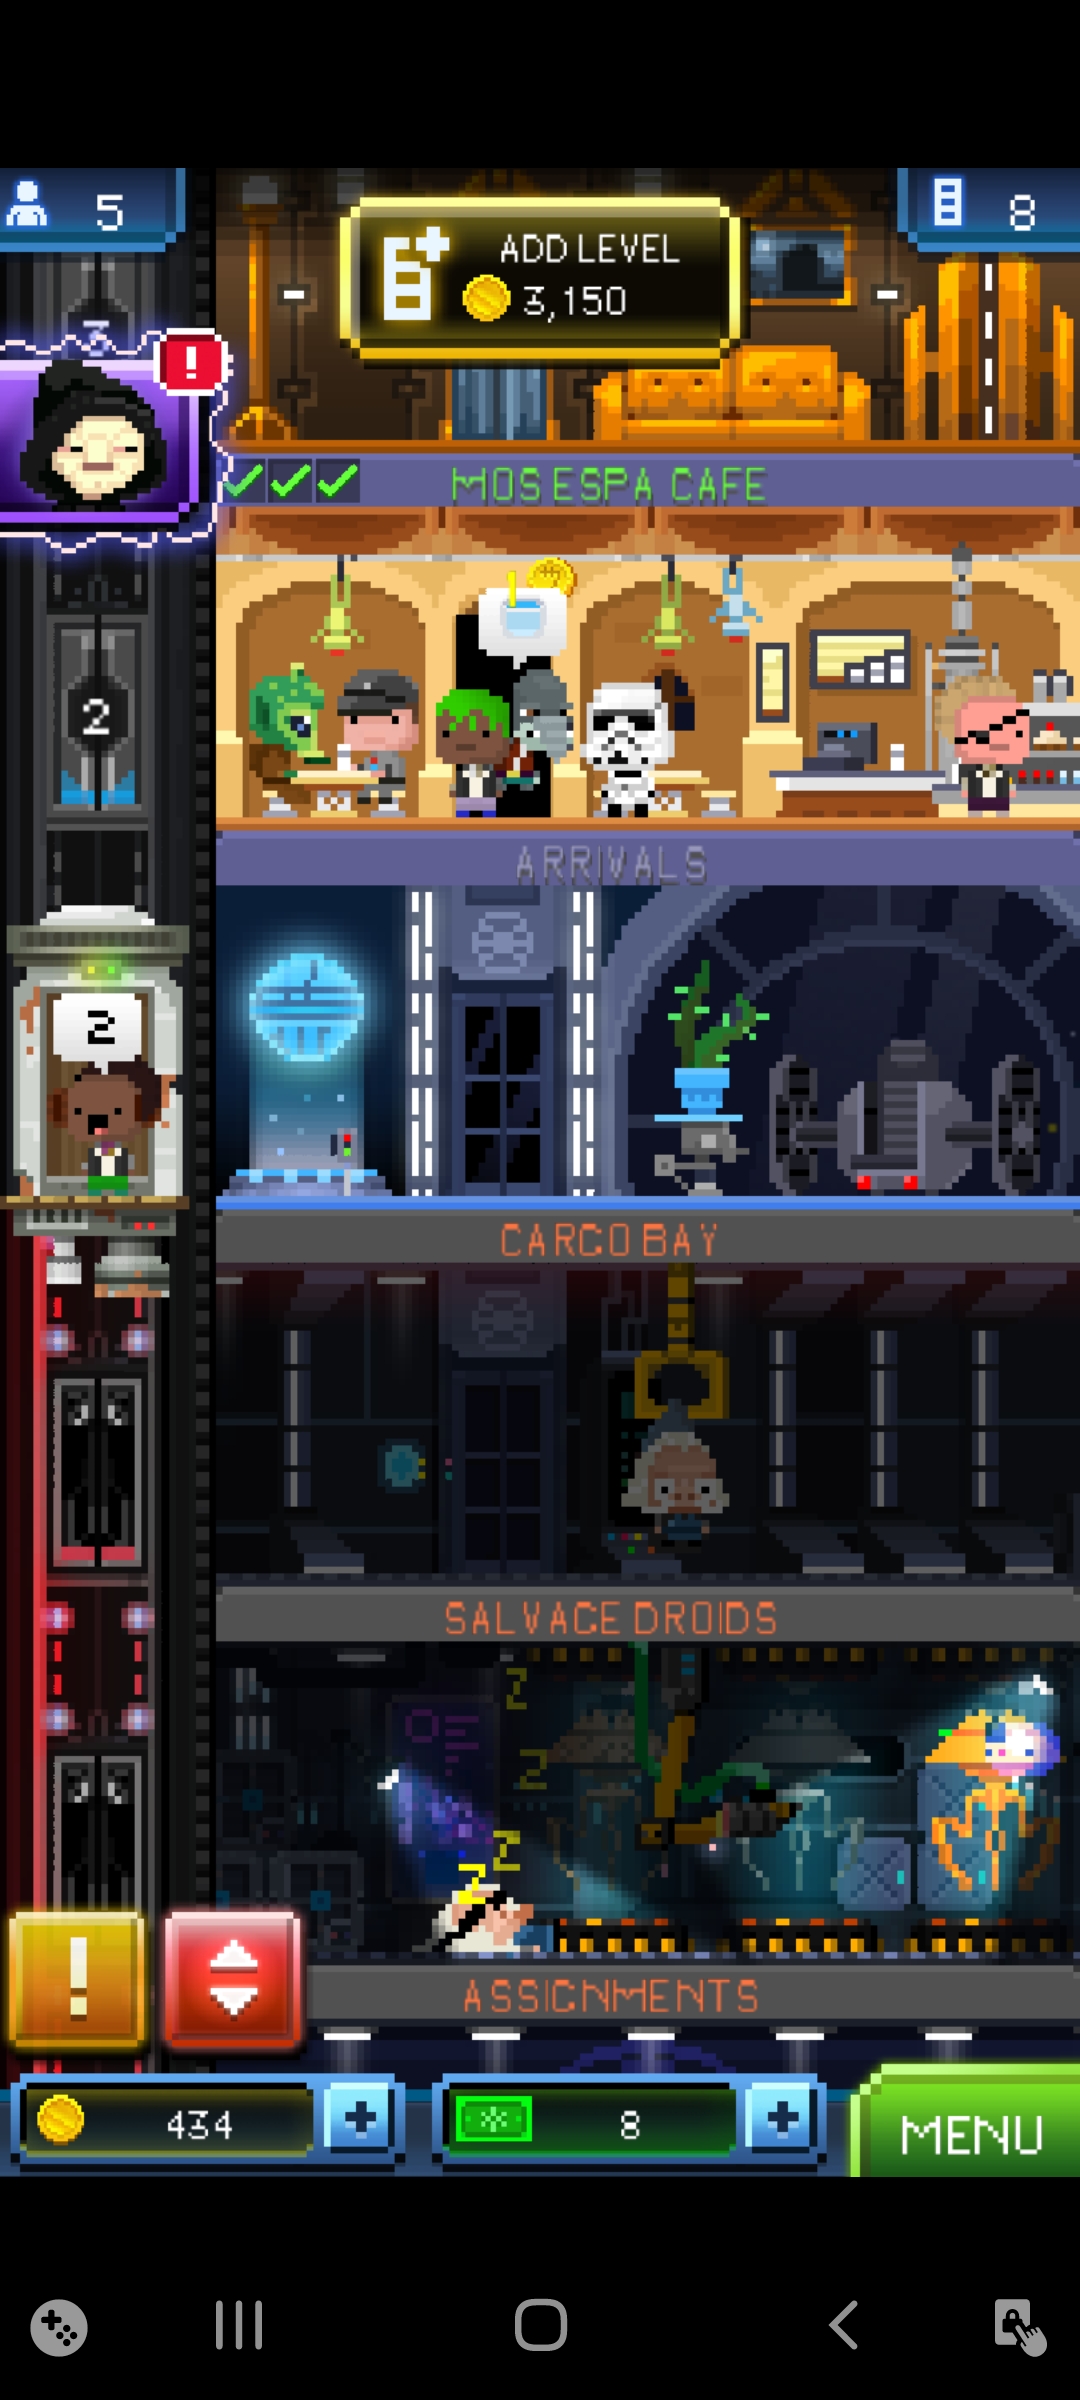 5
ADD LEVEL
3,150
8
3
!
MOS ESPA CAFE
2
ARRIVALS
2
CARGO BAY
SALVAGE DROIDS
Z
Z
Z
Z
!
ASSIGNMENTS
434
+
8
+
MENU